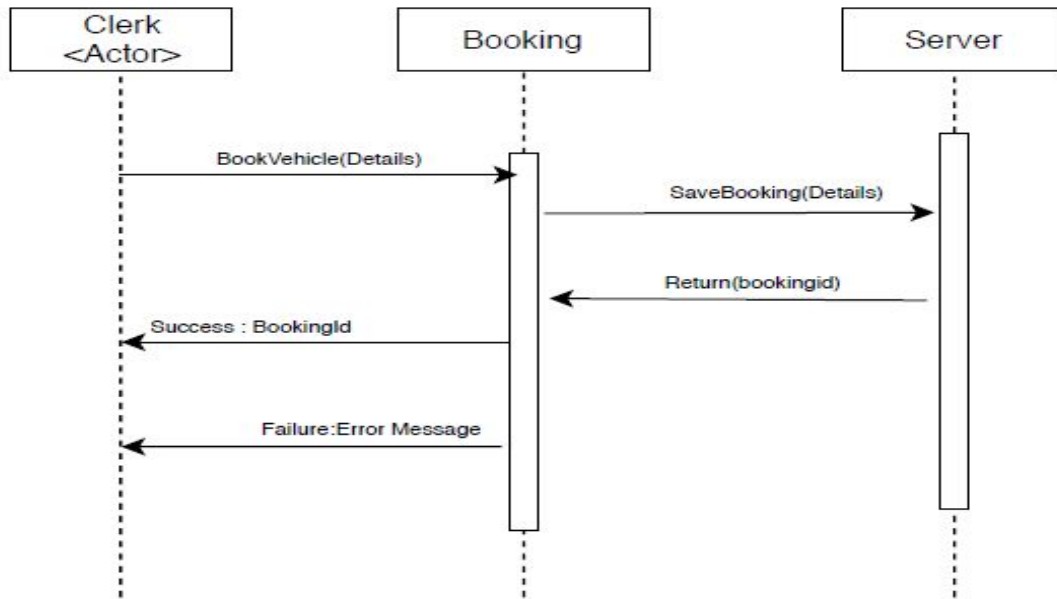 Clerk
<Actor>
Booking
Server
BookVehicle(Details)
SaveBooking(Details)
Return(bookingid)
Success : BookingId
Failure:Error Message